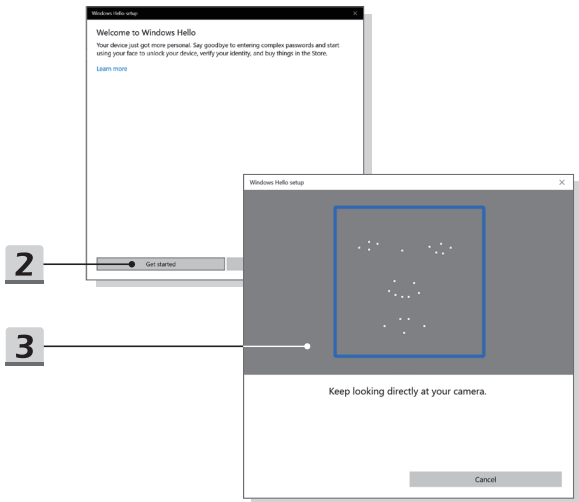 Windows Hello setup
Welcome to Windows Hello
Your device just got more personal. Say goodbye to entering complex passwords and start
using your face to unlock your device, verify your identity, and buy things in the Store.
Learn more
2
Get started
Windows Hello setup
3
Keep looking directly at your camera.
Cancel